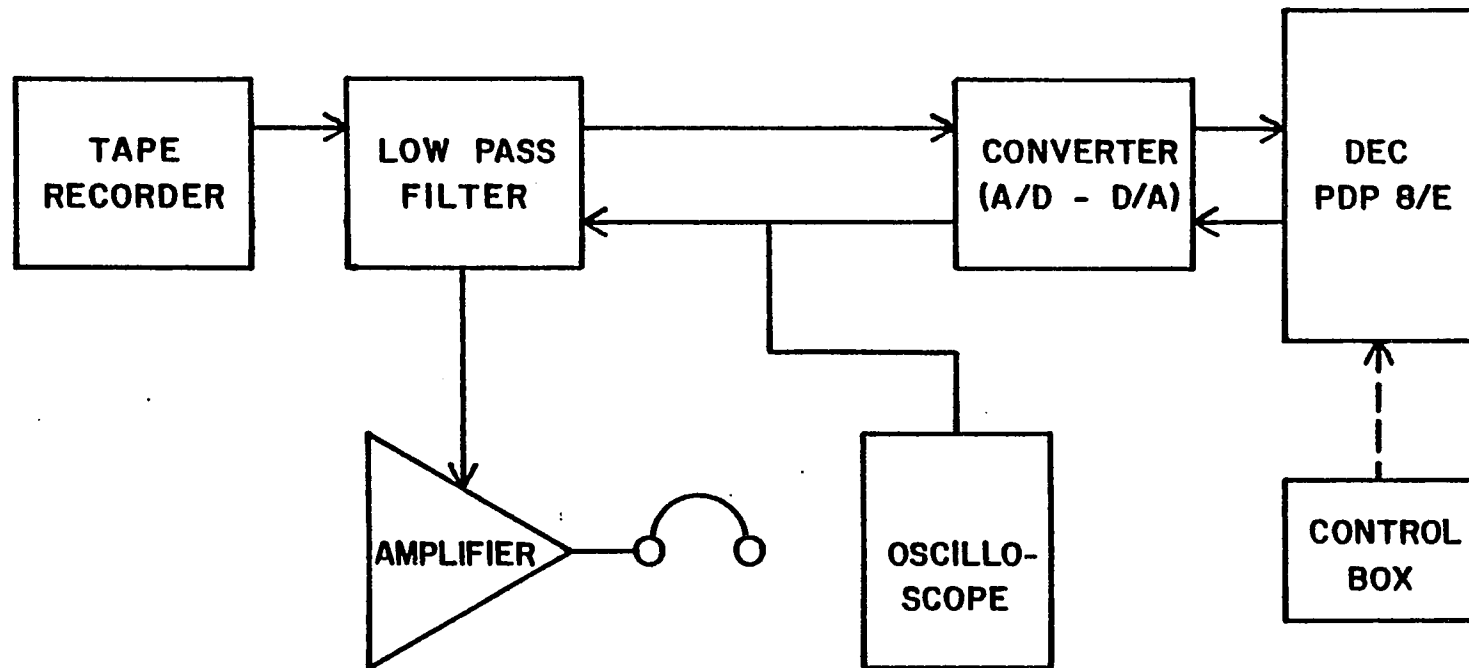 TAPE
RECORDER
LOW PASS
FILTER
CONVERTER
(A/D - D/A)
DEC
PDP 8/E
AMPLIFIER
OSCILLO-
SCOPE
CONTROL
BOX